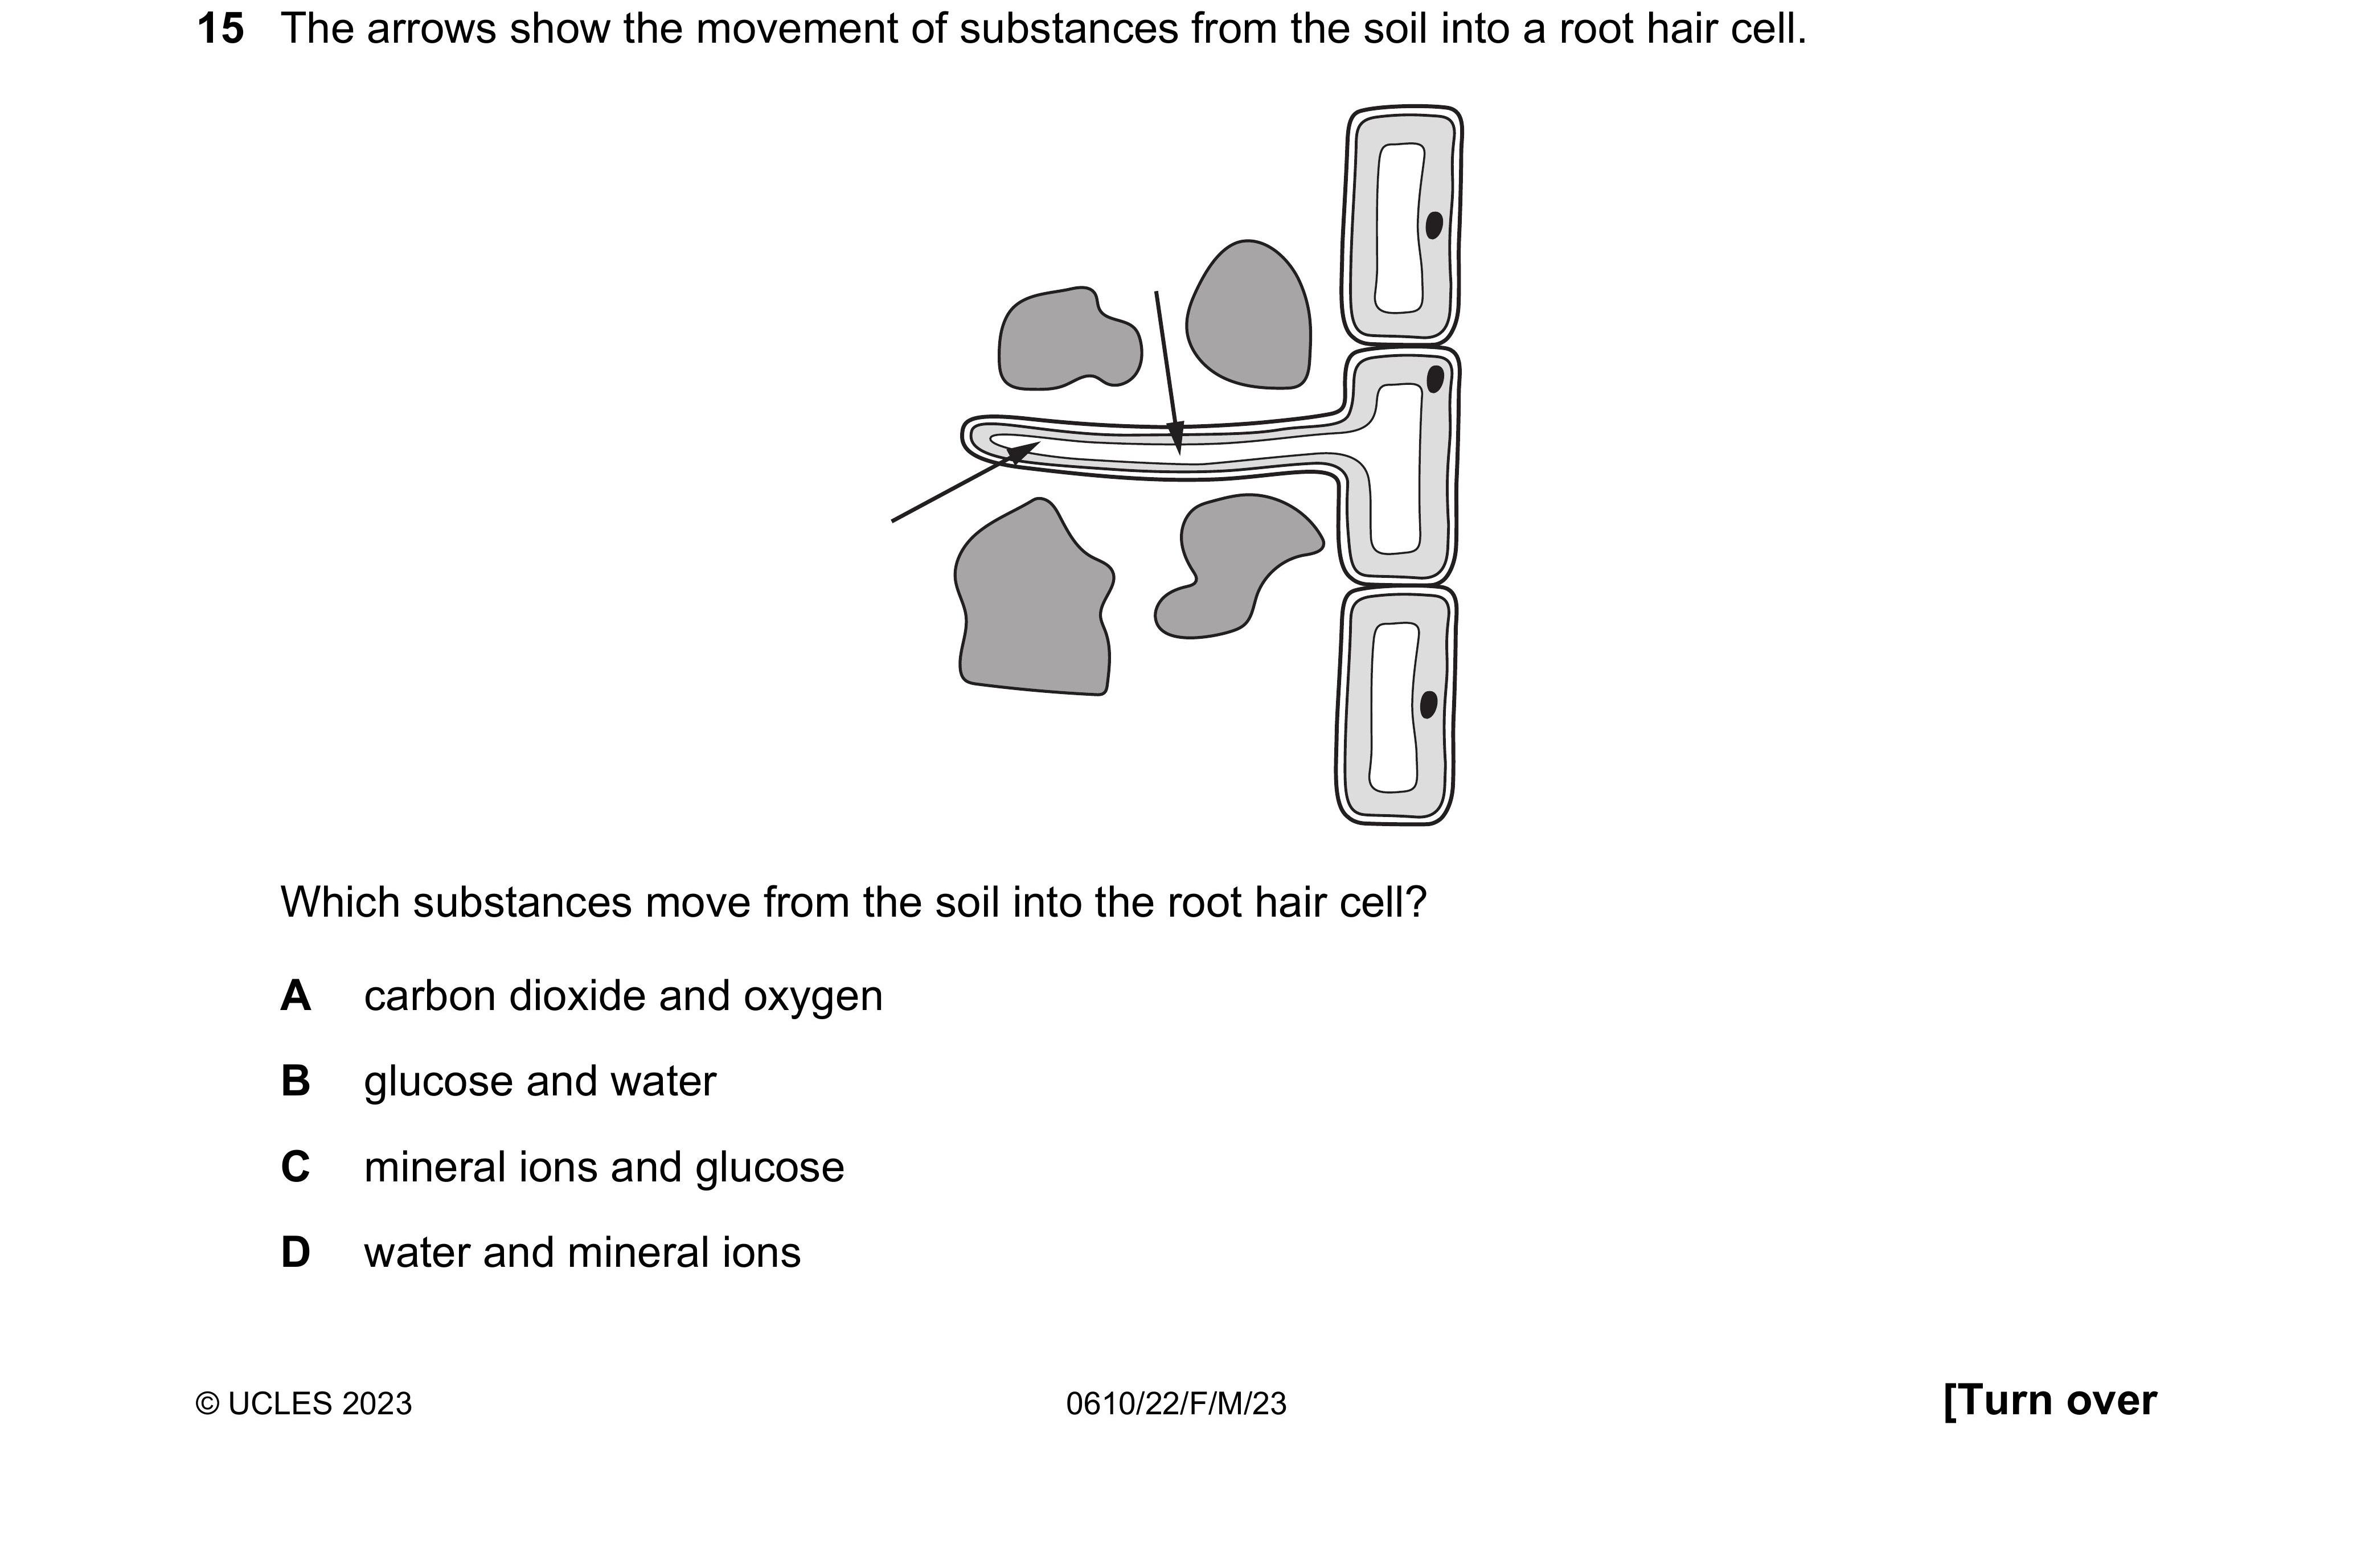 15 The arrows show the movement of substances from the soil into a root hair cell.
Which substances move from the soil into the root hair cell?
A carbon dioxide and oxygen
B glucose and water
C mineral ions and glucose
D water and mineral ions
© UCLES 2023 0610/22/F/M/23 [Turn over